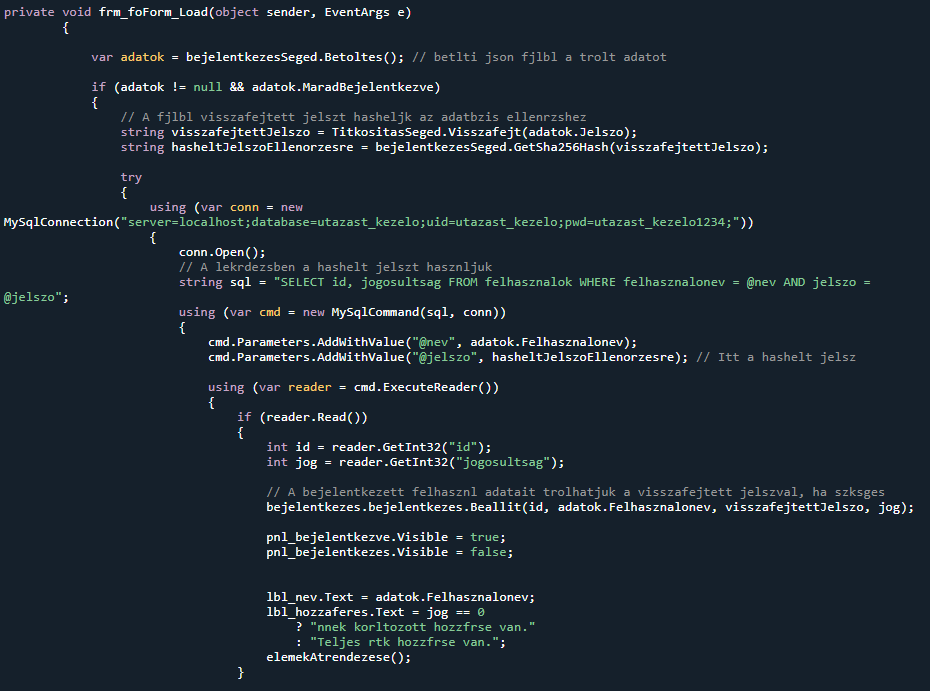 private void frm_foForm_Load(object sender, EventArgs e)
{
var adatok = bejelentkezesSeged.Betoltes(); // betlti json fjlbl a trolt adatot
if (adatok != null && adatok.MaradBejelentkezve)
{
// A fjlbl visszafejtett jelszt hasheljk az adatbzis ellenrzshez
string visszafejtettJelszo = TitkositasSeged.Visszafejt(adatok.Jelszo);
string hasheltJelszoEllenorzesre = bejelentkezesSeged.GetSha256Hash(visszafejtettJelszo);
try
{
using (var conn = new
MySqlConnection("server=localhost;database=utazast_kezelo;uid=utazast_kezelo;pwd=utazast_kezelo1234;"))
{
conn.Open();
// A lekrdezsben a hashelt jelszt hasznljuk
string sql = "SELECT id, jogosultsag FROM felhasznalok WHERE felhasznalonev = @nev AND jelszo =
@jelszo";
using (var cmd = new MySqlCommand(sql, conn))
{
cmd.Parameters.AddWithValue("@nev", adatok.Felhasznalonev);
cmd.Parameters.AddWithValue("@jelszo", hasheltJelszoEllenorzesre); // Itt a hashelt jelsz
using (var reader = cmd.ExecuteReader())
{
if (reader.Read())
{
int id = reader.GetInt32("id");
int jog = reader.GetInt32("jogosultsag");
// A bejelentkezett felhasznl adatait trolhatjuk a visszafejtett jelszval, ha szksges
bejelentkezes.bejelentkezes.Beallit(id, adatok.Felhasznalonev, visszafejtettJelszo, jog);
pnl_bejelentkezve.Visible = true;
pnl_bejelentkezes.Visible = false;
lbl_nev.Text = adatok.Felhasznalonev;
lbl_hozzaferes.Text = jog == 0
? "nnek korltozott hozzfrse van."
: "Teljes rtk hozzfrse van.";
elemekAtrendezese();
}